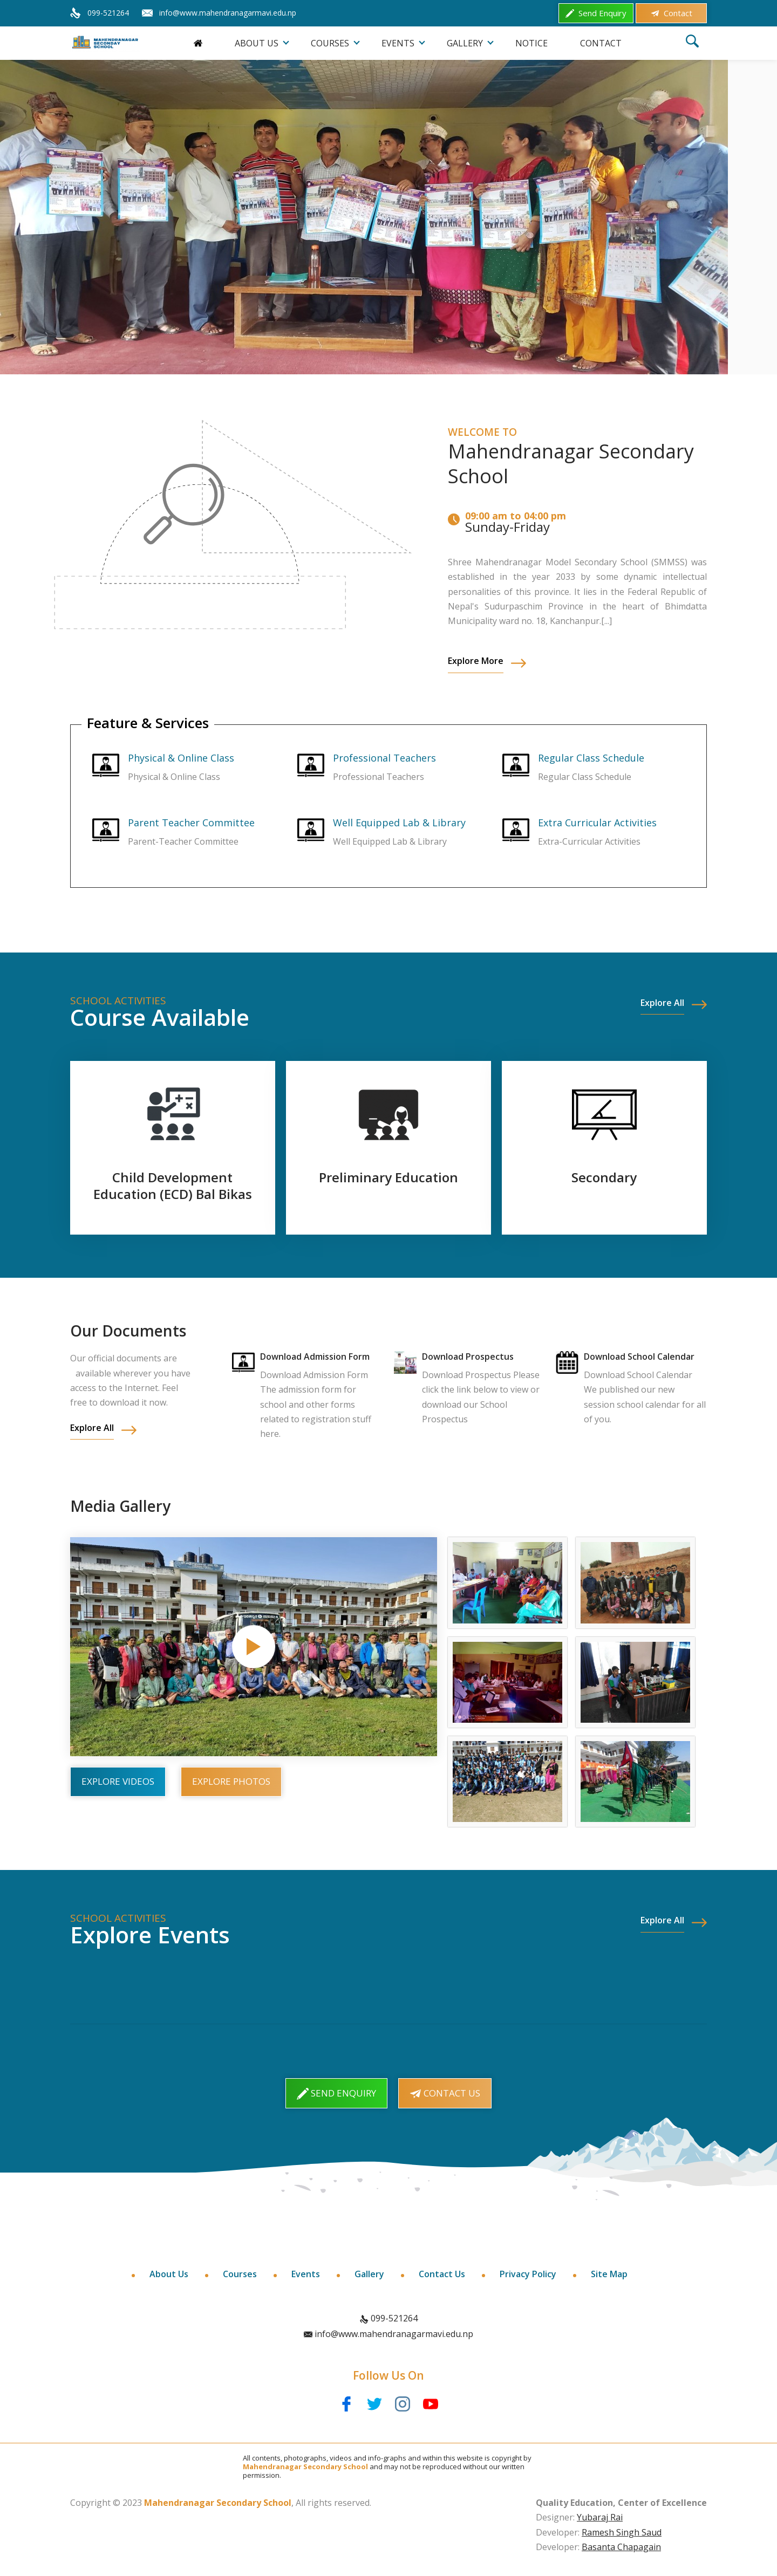 099-521264
info@www.mahendranagarmavi.edu.np
Send Enquiry
Contact
MAHENDRANAGAR
SECONDAY
SCHOOL
ABOUT US
COURSES
EVENTS
GALLERY
NOTICE
CONTACT
WELCOME TO
Mahendranagar Secondary
School
09:00 am to 04:00 pm
Sunday-Friday
Shree Mahendranagar Model Secondary School (SMMSS) was
established in the year 2033 by some dynamic intellectual
personalities of this province. It lies in the Federal Republic of
Nepal's Sudurpaschim Province in the heart of Bhimdatta
Municipality ward no. 18, Kanchanpur.[...]
Explore More
Feature & Services
Physical & Online Class
Physical & Online Class
Professional Teachers
Professional Teachers
Regular Class Schedule
Regular Class Schedule
Parent Teacher Committee
Parent-Teacher Committee
Well Equipped Lab & Library
Well Equipped Lab & Library
Extra Curricular Activities
Extra-Curricular Activities
SCHOOL ACTIVITIES
Course Available
Explore All
Child Development
Education (ECD) Bal Bikas
Preliminary Education
Secondary
Our Documents
Our official documents are
available wherever you have
access to the Internet. Feel
free to download it now.
Explore All
Download Admission Form
Download Admission Form
The admission form for
school and other forms
related to registration stuff
here.
Download Prospectus
Download Prospectus Please
click the link below to view or
download our School
Prospectus
Download School Calendar
Download School Calendar
We published our new
session school calendar for all
of you.
Media Gallery
EXPLORE VIDEOS
EXPLORE PHOTOS
SCHOOL ACTIVITIES
Explore Events
Explore All
SEND ENQUIRY
CONTACT US
About Us
Courses
Events
Gallery
Contact Us
Privacy Policy
Site Map
099-521264
info@www.mahendranagarmavi.edu.np
Follow Us On
All contents, photographs, videos and info-graphs and within this website is copyright by
Mahendranagar Secondary School and may not be reproduced without our written
permission.
Copyright © 2023 Mahendranagar Secondary School, All rights reserved.
Quality Education, Center of Excellence
Designer: Yubaraj Rai
Developer: Ramesh Singh Saud
Developer: Basanta Chapagain